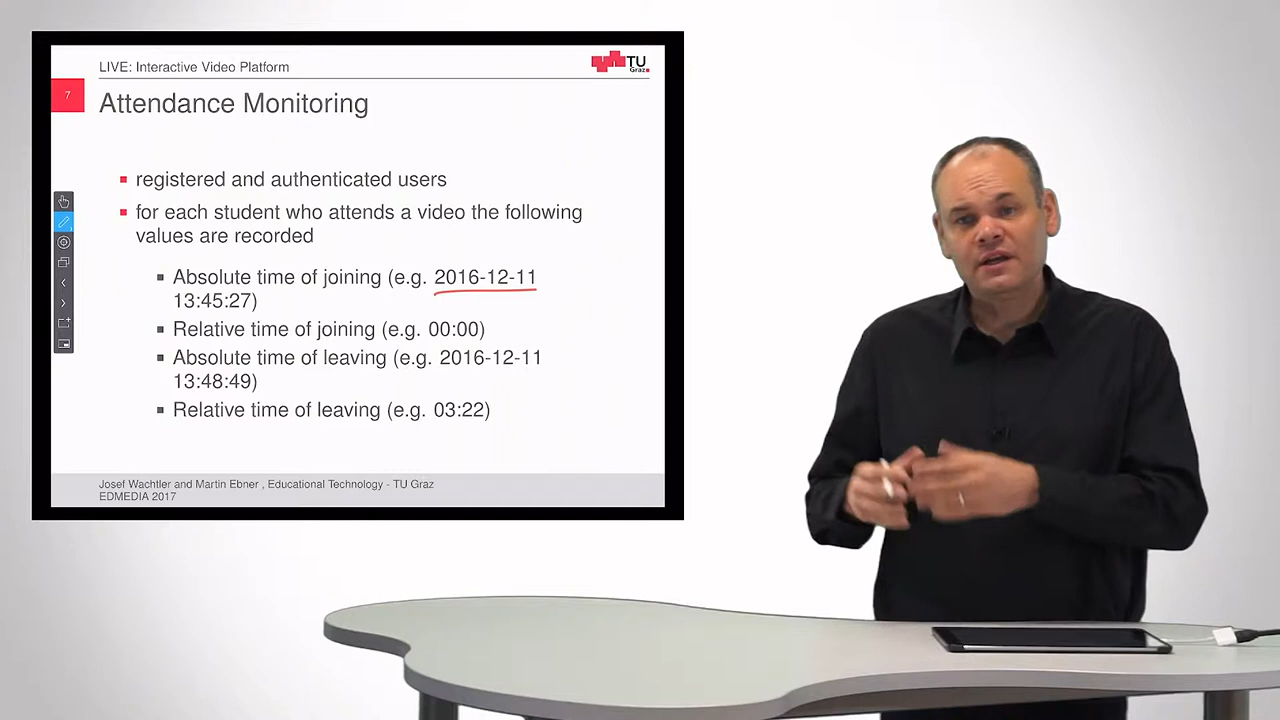 LIVE: Interactive Video Platform
TU
Graz
7
Attendance Monitoring
registered and authenticated users
for each student who attends a video the following
values are recorded
Absolute time of joining (e.g. 2016-12-11
13:45:27)
Relative time of joining (e.g. 00:00)
Absolute time of leaving (e.g. 2016-12-11
13:48:49)
Relative time of leaving (e.g. 03:22)
Josef Wachtler and Martin Ebner , Educational Technology - TU Graz
EDMEDIA 2017